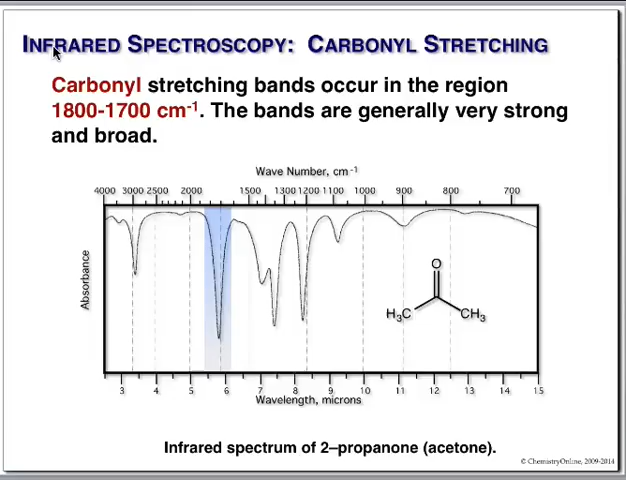 INFRARED SPECTROSCOPY: CARBONYL STRETCHING
Carbonyl stretching bands occur in the region
1800-1700 cm-1. The bands are generally very strong
and broad.
Wave Number, cm-1
4000 3000 2500 2000 1500 1300 1200 1100 1000 900 800 700
Absorbance
O
H3C CH3
3 4 5 6 7 8 9 10 11 12 13 14 15
Wavelength, microns
Infrared spectrum of 2–propanone (acetone).
© ChemistryOnline, 2009-2014